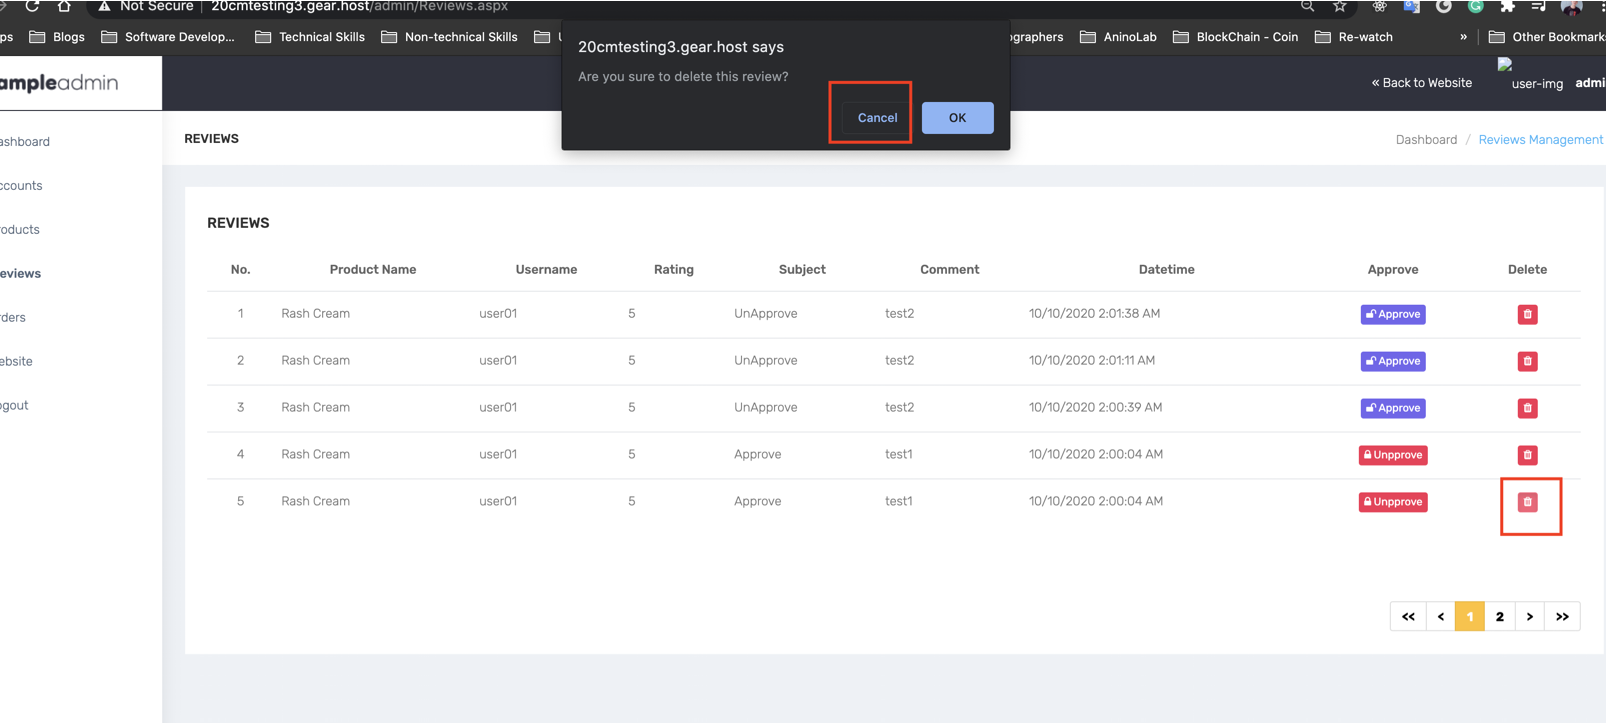 Not Secure | 20cmtesting3.gear.host/admin/Reviews.aspx
ps Blogs Software Develop... Technical Skills Non-technical Skills ographers AninoLab BlockChain - Coin Re-watch » Other Bookmarks
20cmtesting3.gear.host says
Are you sure to delete this review?
Cancel OK
ampleadmin
« Back to Website user-img admi
ashboard
ccounts
roducts
eviews
rders
ebsite
ogout
REVIEWS
Dashboard / Reviews Management
REVIEWS
No. Product Name Username Rating Subject Comment Datetime Approve Delete
1 Rash Cream user01 5 UnApprove test2 10/10/2020 2:01:38 AM Approve
2 Rash Cream user01 5 UnApprove test2 10/10/2020 2:01:11 AM Approve
3 Rash Cream user01 5 UnApprove test2 10/10/2020 2:00:39 AM Approve
4 Rash Cream user01 5 Approve test1 10/10/2020 2:00:04 AM Unpprove
5 Rash Cream user01 5 Approve test1 10/10/2020 2:00:04 AM Unpprove
<< < 1 2 > >>